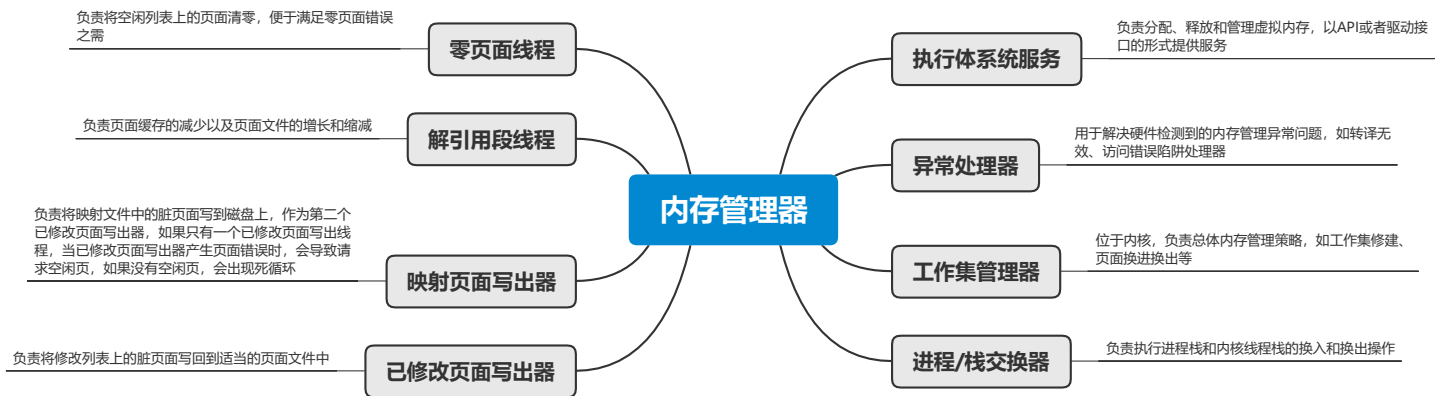 内存管理器
执行体系统服务
负责分配、释放和管理虚拟内存，以API或者驱动接
口的形式提供服务
异常处理器
用于解决硬件检测到的内存管理异常问题，如转译无
效、访问错误陷阱处理器
工作集管理器
位于内核，负责总体内存管理策略，如工作集修建、
页面换进换出等
进程/栈交换器
负责执行进程栈和内核线程栈的换入和换出操作
零页面线程
负责将空闲列表上的页面清零，便于满足零页面错误
之需
解引用段线程
负责页面缓存的减少以及页面文件的增长和缩减
映射页面写出器
负责将映射文件中的脏页面写到磁盘上，作为第二个
已修改页面写出器，如果只有一个已修改页面写出线
程，当已修改页面写出器产生页面错误时，会导致请
求空闲页，如果没有空闲页，会出现死循环
已修改页面写出器
负责将修改列表上的脏页面写回到适当的页面文件中